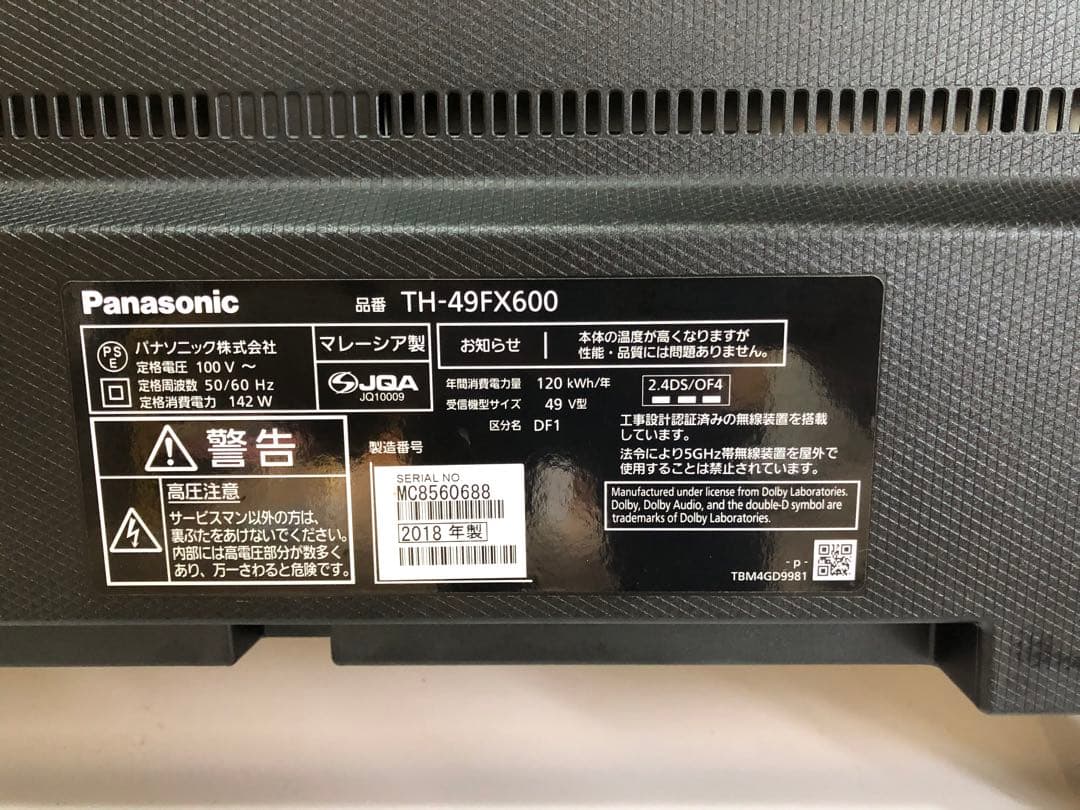 Panasonic 品番 TH-49FX600
PS
E
パナソニック株式会社
定格電圧 100 V ～
定格周波数 50/60 Hz
定格消費電力 142 W
マレーシア製
JQA
JQ10009
お知らせ
本体の温度が高くなりますが
性能・品質には問題ありません。
年間消費電力量 120 kWh/年
受信機型サイズ 49 V型
区分名 DF1
2.4DS/OF4
工事設計認証済みの無線装置を搭載
しています。
法令により5GHz帯無線装置を屋外で
使用することは禁止されています。
警告
高圧注意
サービスマン以外の方は、
裏ぶたをあけないでください。
内部には高電圧部分が数多く
あり、万一さわると危険です。
製造番号
SERIAL NO
MC8560688
2018 年製
Manufactured under license from Dolby Laboratories.
Dolby, Dolby Audio, and the double-D symbol are
trademarks of Dolby Laboratories.
- p -
TBM4GD9981